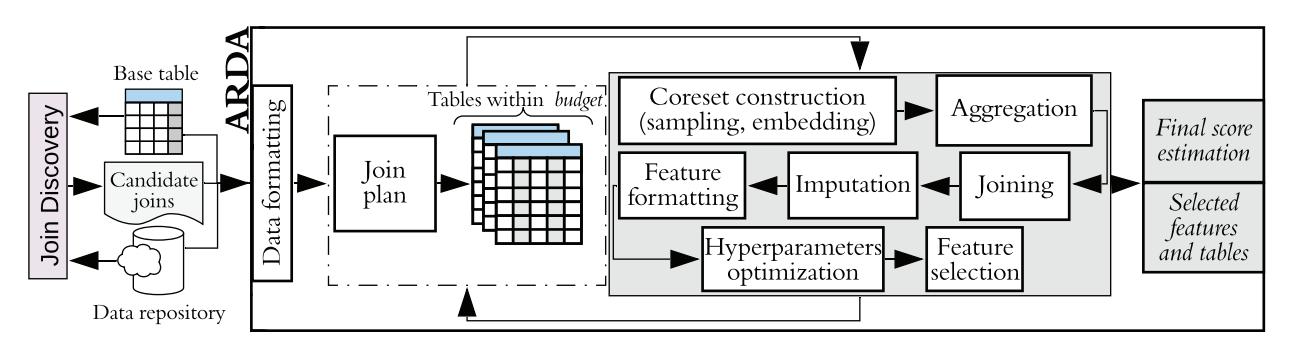 Join Discovery
Base table
Candidate
joins
Data repository
ARDA
Data formatting
Join
plan
Tables within budget
Coreset construction
(sampling, embedding)
Aggregation
Feature
formatting
Imputation
Joining
Hyperparameters
optimization
Feature
selection
Final score
estimation
Selected
features
and tables